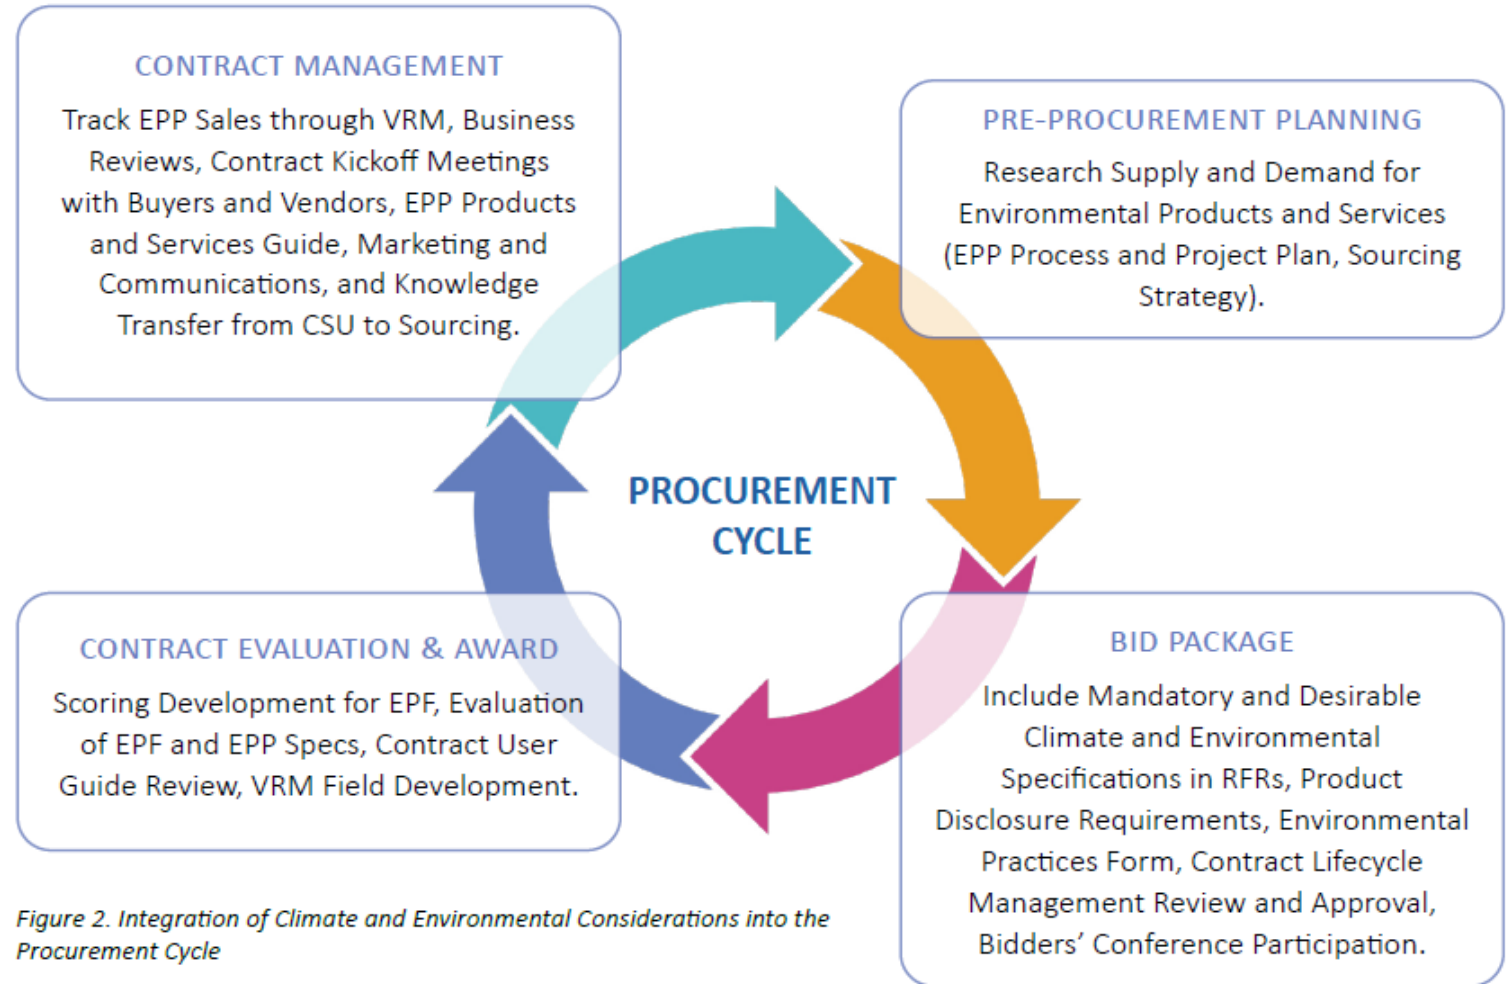 CONTRACT MANAGEMENT
Track EPP Sales through VRM, Business
Reviews, Contract Kickoff Meetings
with Buyers and Vendors, EPP Products
and Services Guide, Marketing and
Communications, and Knowledge
Transfer from CSU to Sourcing.
PRE-PROCUREMENT PLANNING
Research Supply and Demand for
Environmental Products and Services
(EPP Process and Project Plan, Sourcing
Strategy).
PROCUREMENT
CYCLE
CONTRACT EVALUATION & AWARD
Scoring Development for EPF, Evaluation
of EPF and EPP Specs, Contract User
Guide Review, VRM Field Development.
BID PACKAGE
Include Mandatory and Desirable
Climate and Environmental
Specifications in RFRs, Product
Disclosure Requirements, Environmental
Practices Form, Contract Lifecycle
Management Review and Approval,
Bidders’ Conference Participation.
Figure 2. Integration of Climate and Environmental Considerations into the
Procurement Cycle